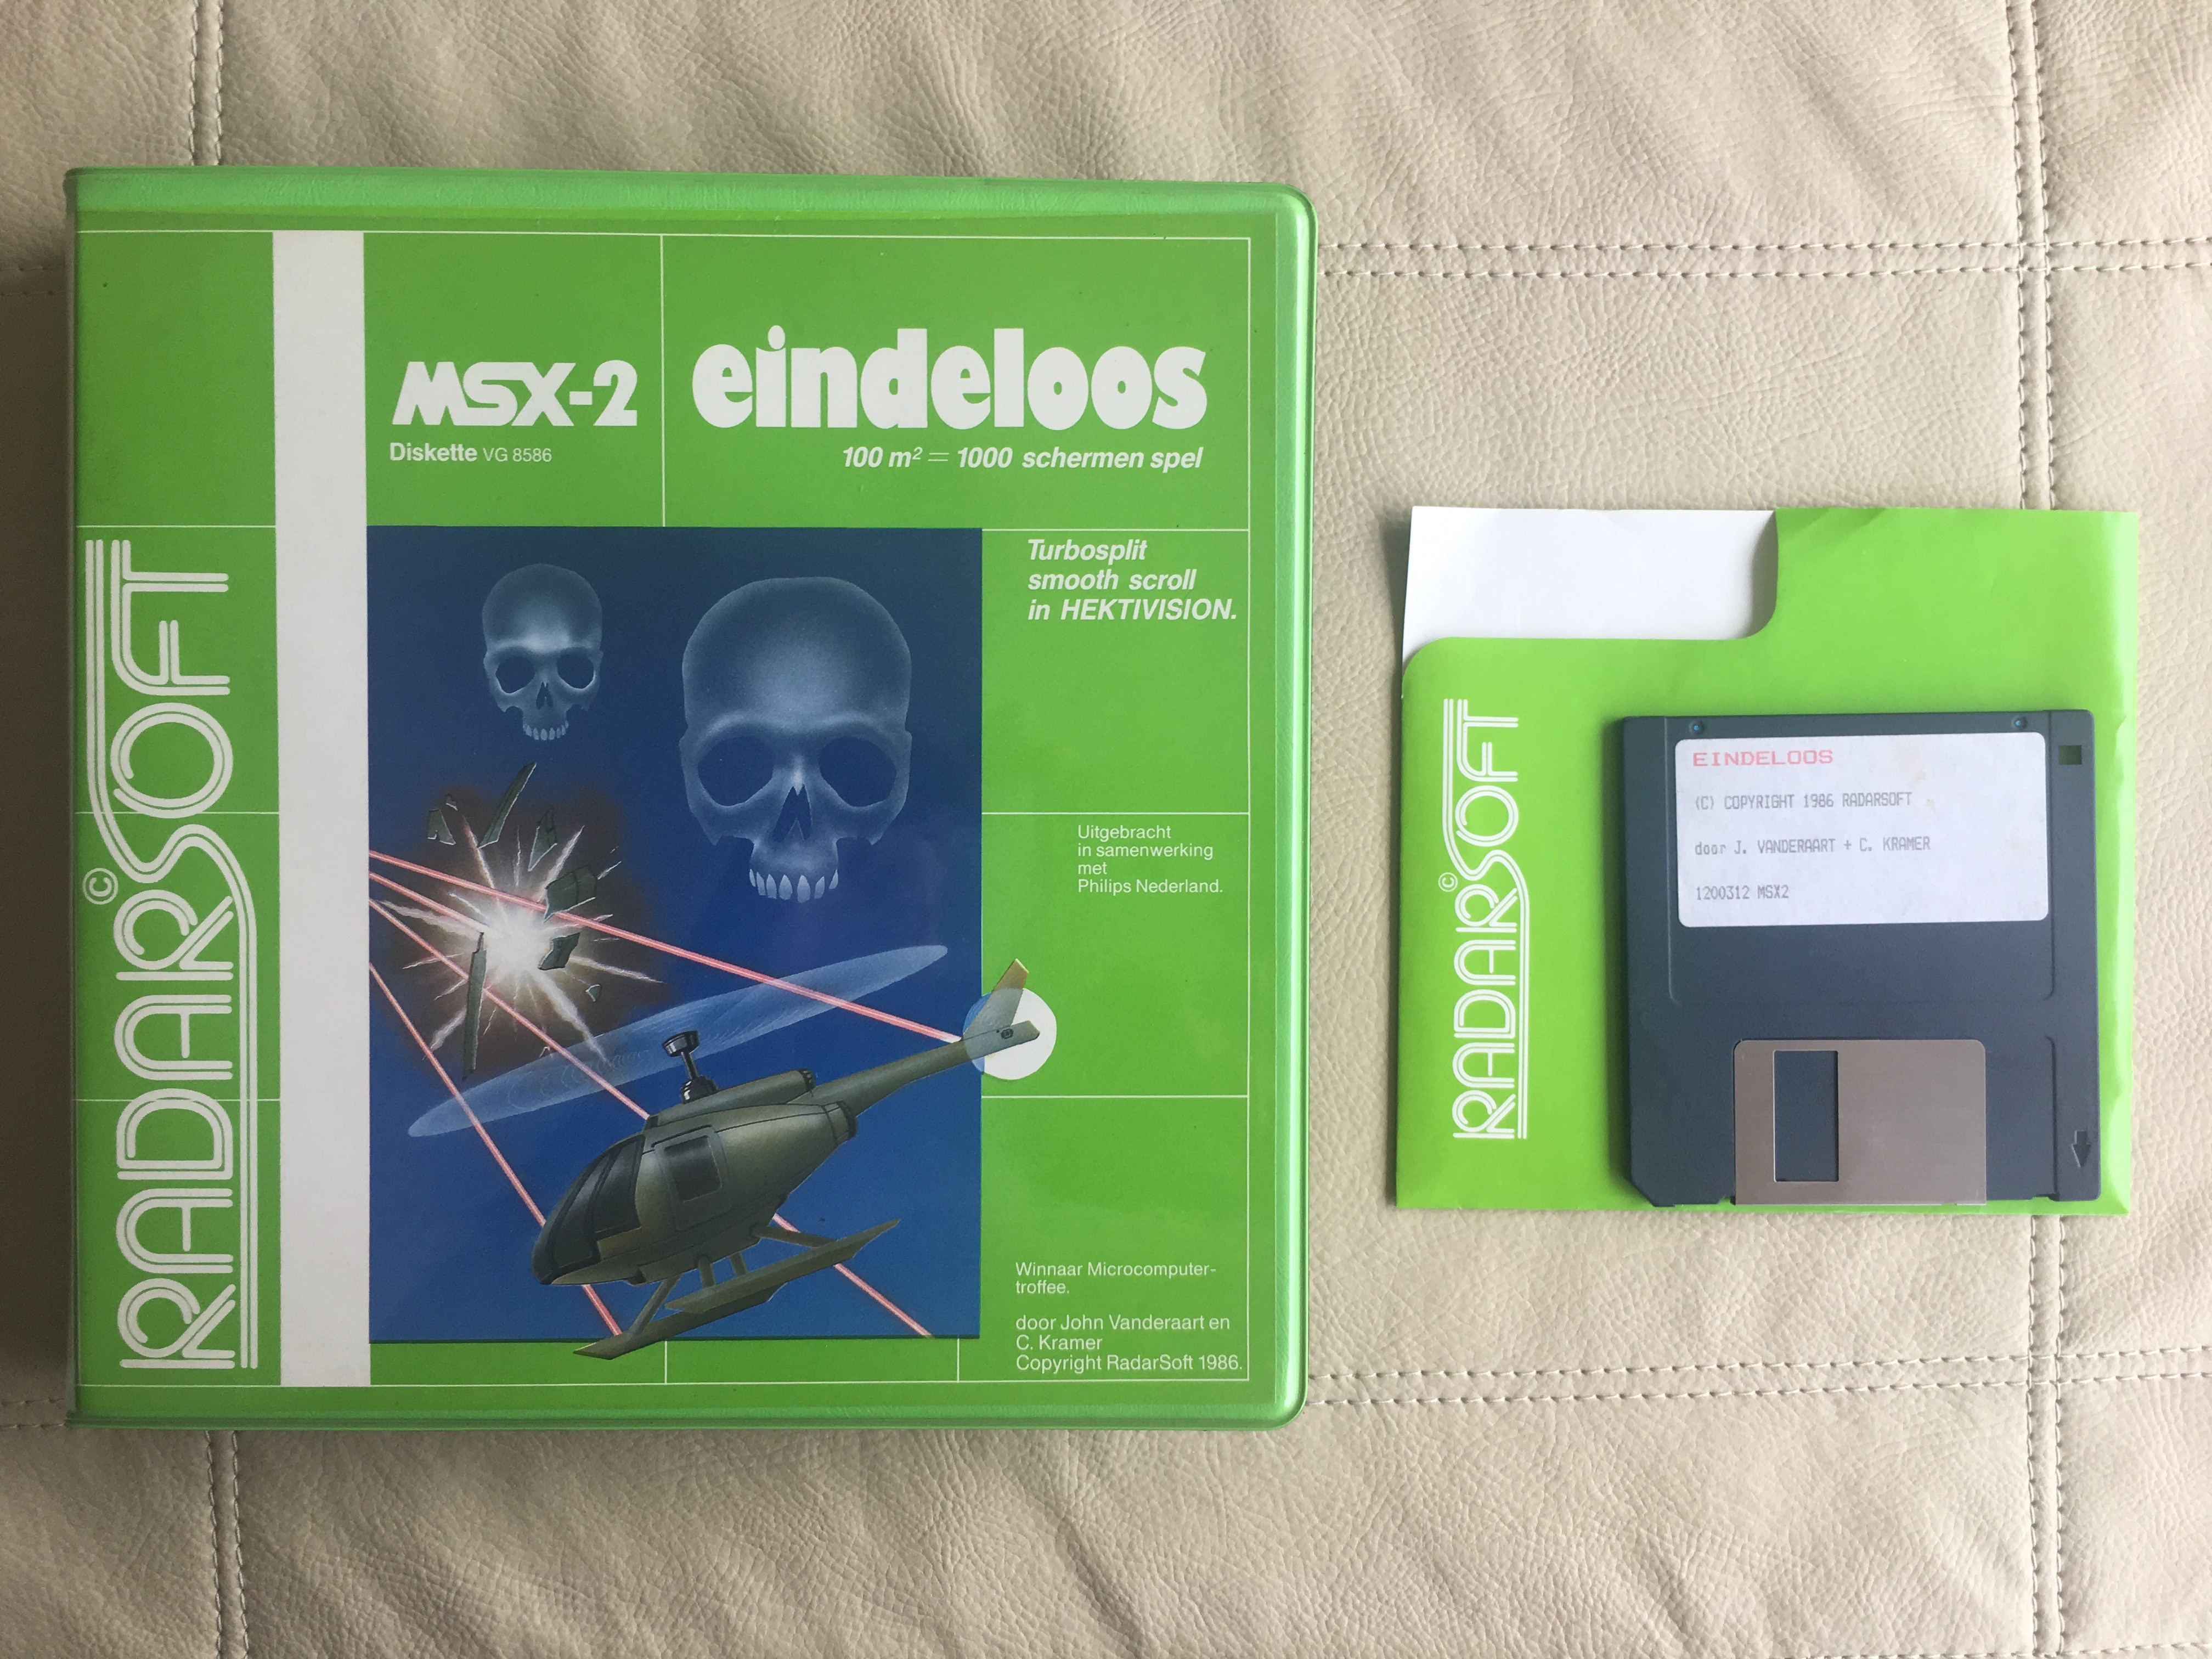 ©RADARSOFT
MSX-2
Diskette VG 8586
eindeloos
100 m² = 1000 schermen spel
Turbosplit
smooth scroll
in HEKTIVISION.
Uitgebracht
in samenwerking
met
Philips Nederland.
Winnaar Microcomputer-
troffee.
door John Vanderaart en
C. Kramer
Copyright RadarSoft 1986.
©RADARSOFT
EINDELOOS
(C) COPYRIGHT 1986 RADARSOFT
door J. VANDERAART + C. KRAMER
1200312 MSX2